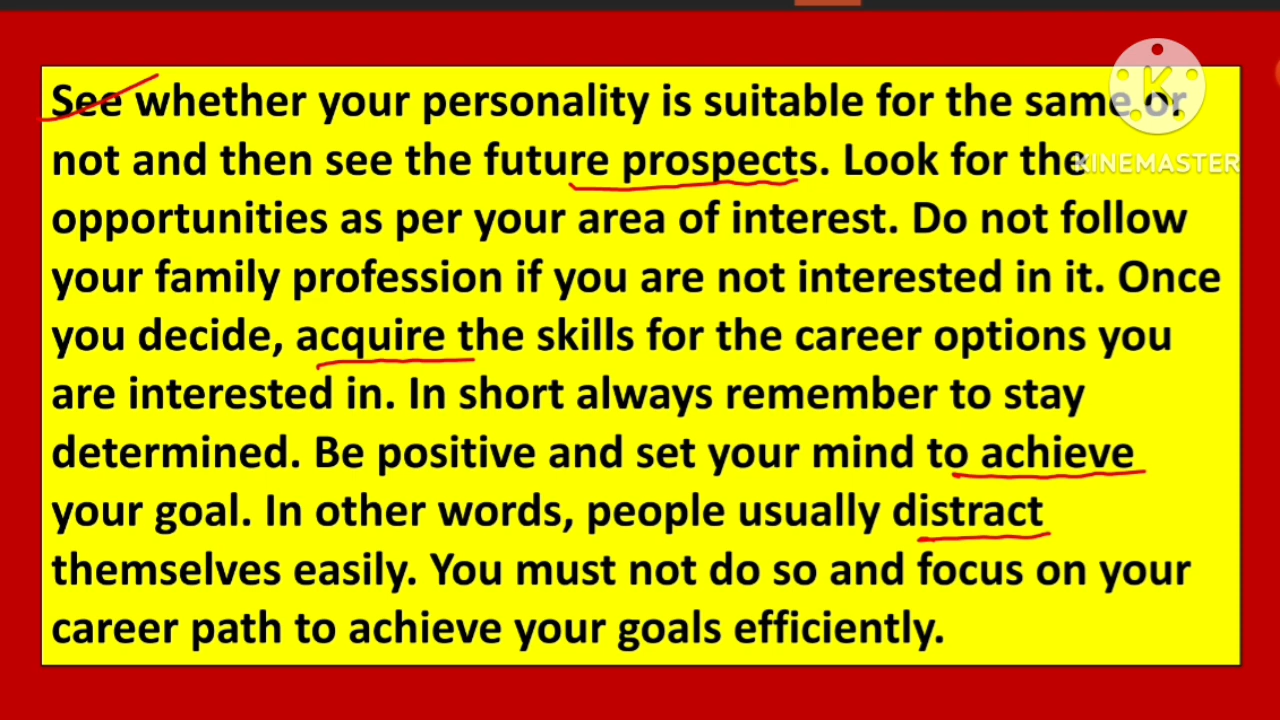 See whether your personality is suitable for the same or
not and then see the future prospects. Look for the
opportunities as per your area of interest. Do not follow
your family profession if you are not interested in it. Once
you decide, acquire the skills for the career options you
are interested in. In short always remember to stay
determined. Be positive and set your mind to achieve
your goal. In other words, people usually distract
themselves easily. You must not do so and focus on your
career path to achieve your goals efficiently.
K
KINEMASTER